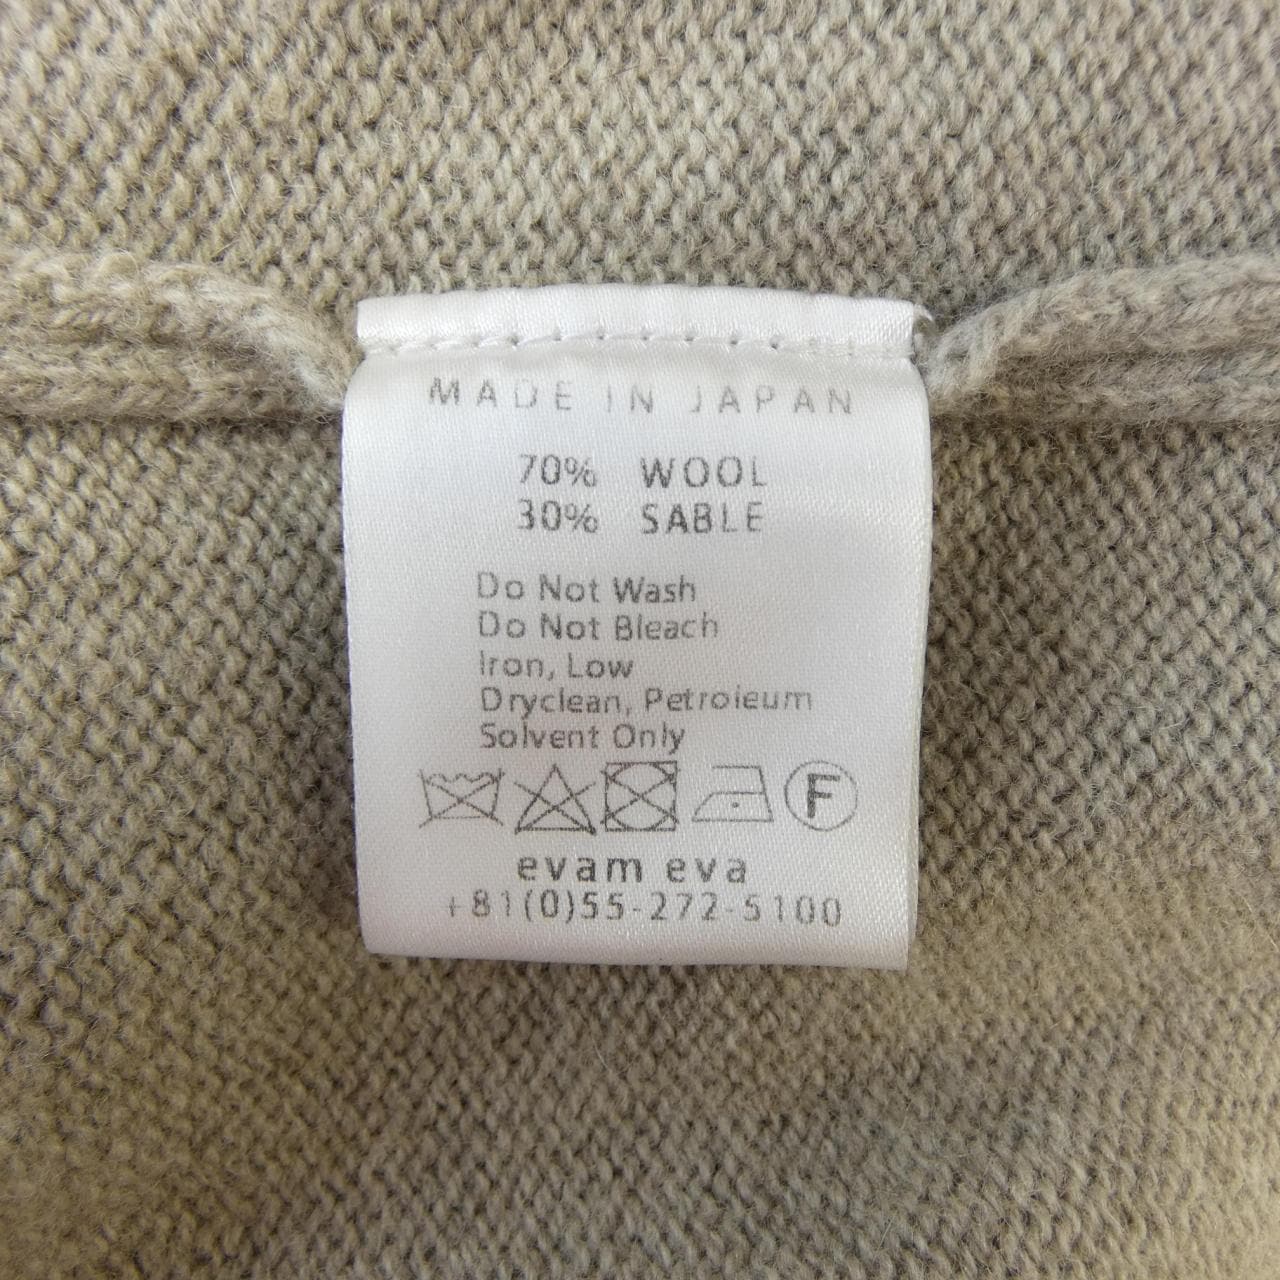 MADE IN JAPAN
70% WOOL
30% SABLE
Do Not Wash
Do Not Bleach
Iron, Low
Dryclean, Petroleum
Solvent Only
F
evam eva
+81(0)55-272-5100